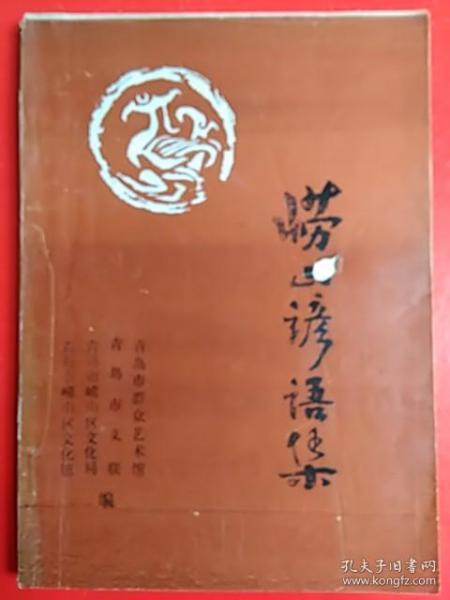 崂山谚语集
青岛市群众艺术馆
青岛市文联
青岛市崂山区文化局
青岛市崂山区文化馆
编
孔夫子旧书网
www.kongfz.com